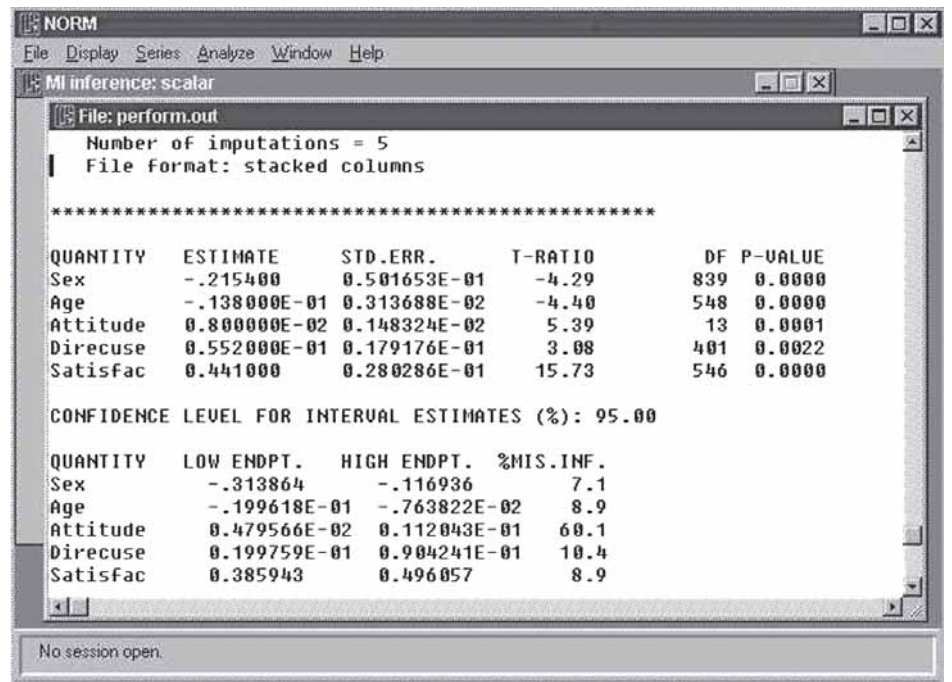 NORM
File Display Series Analyze Window Help
MI inference: scalar
File: perform.out
Number of imputations = 5
File format: stacked columns
**************************************************
QUANTITY ESTIMATE STD.ERR. T-RATIO DF P-VALUE
Sex -.215400 0.501653E-01 -4.29 839 0.0000
Age -.138000E-01 0.313688E-02 -4.40 548 0.0000
Attitude 0.800000E-02 0.148324E-02 5.39 13 0.0001
Direcuse 0.552000E-01 0.179176E-01 3.08 401 0.0022
Satisfac 0.441000 0.280286E-01 15.73 546 0.0000
CONFIDENCE LEVEL FOR INTERVAL ESTIMATES (%): 95.00
QUANTITY LOW ENDPT. HIGH ENDPT. %MIS.INF.
Sex -.313864 -.116936 7.1
Age -.199618E-01 -.763822E-02 8.9
Attitude 0.479566E-02 0.112043E-01 60.1
Direcuse 0.199759E-01 0.904241E-01 10.4
Satisfac 0.385943 0.496057 8.9
No session open.